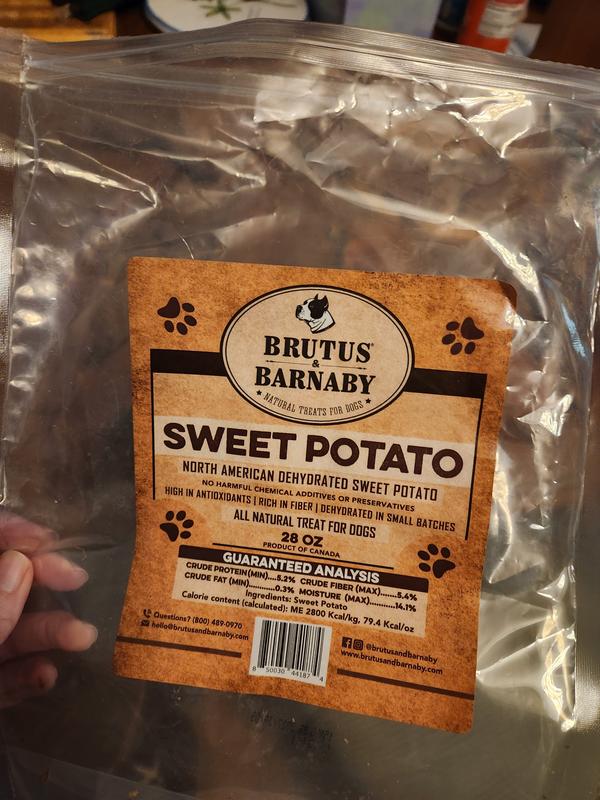 BRUTUS®
&
BARNABY
★ NATURAL TREATS FOR DOGS ★
SWEET POTATO
NORTH AMERICAN DEHYDRATED SWEET POTATO
NO HARMFUL CHEMICAL ADDITIVES OR PRESERVATIVES
HIGH IN ANTIOXIDANTS | RICH IN FIBER | DEHYDRATED IN SMALL BATCHES
ALL NATURAL TREAT FOR DOGS
28 OZ
PRODUCT OF CANADA
GUARANTEED ANALYSIS
CRUDE PROTEIN(MIN)....5.2% CRUDE FIBER (MAX).......5.4%
CRUDE FAT (MIN)...........0.3% MOISTURE (MAX)...........14.1%
Ingredients: Sweet Potato
Calorie content (calculated): ME 2800 Kcal/kg, 79.4 Kcal/oz
Questions? (800) 489-0970
hello@brutusandbarnaby.com
@brutusandbarnaby
www.brutusandbarnaby.com
8 50030 44187 4